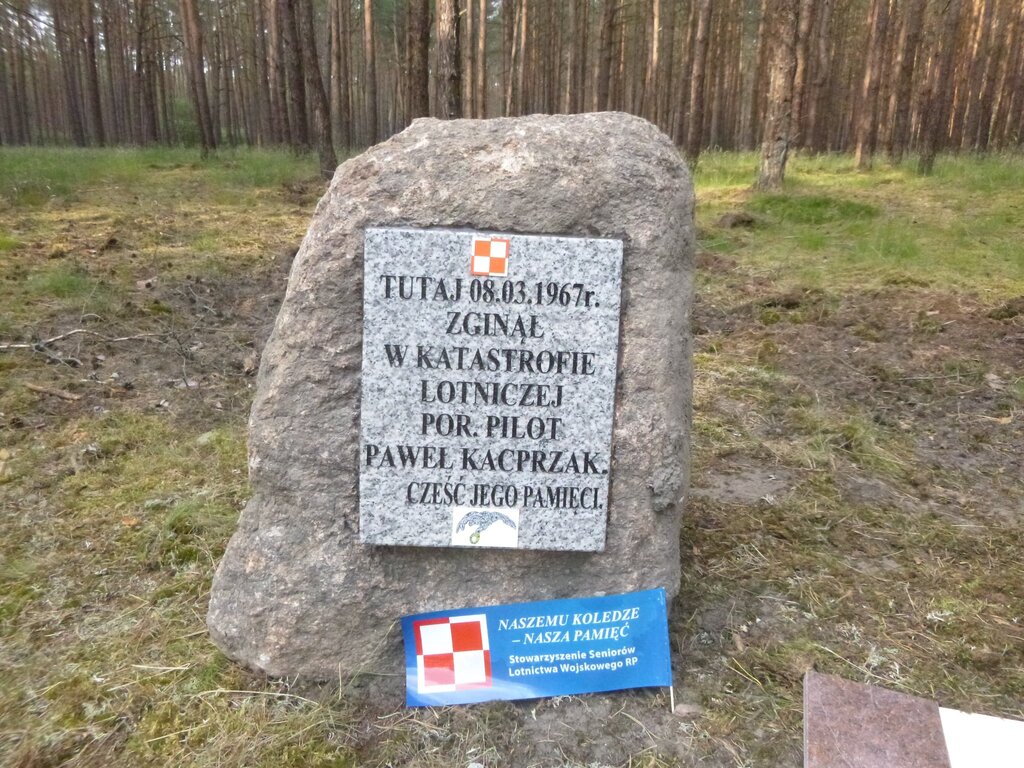 TUTAJ 08.03.1967r.
ZGINĄŁ
W KATASTROFIE
LOTNICZEJ
POR. PILOT
PAWEŁ KACPRZAK.
CZEŚĆ JEGO PAMIECI.
NASZEMU KOLEDZE
– NASZA PAMIĘĆ
Stowarzyszenie Seniorów
Lotnictwa Wojskowego RP